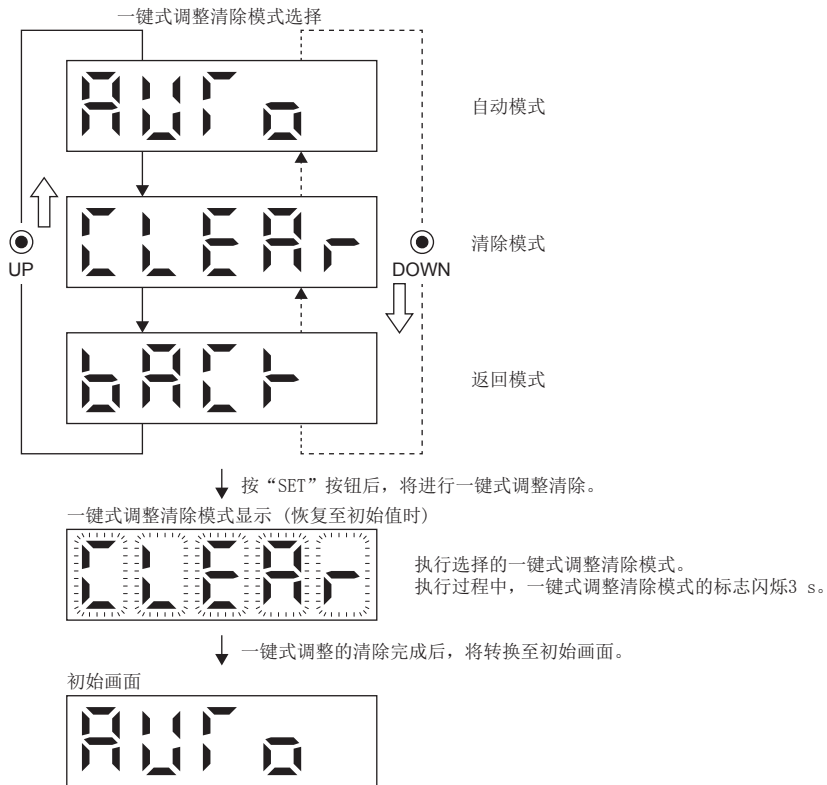 一键式调整清除模式选择
AUTo
自动模式
UP
CLEAr
DOWN
清除模式
bACk
返回模式
按“SET”按钮后，将进行一键式调整清除。
一键式调整清除模式显示 (恢复至初始值时)
CLEAr
执行选择的一键式调整清除模式。
执行过程中，一键式调整清除模式的标志闪烁3 s。
一键式调整的清除完成后，将转换至初始画面。
初始画面
AUTo